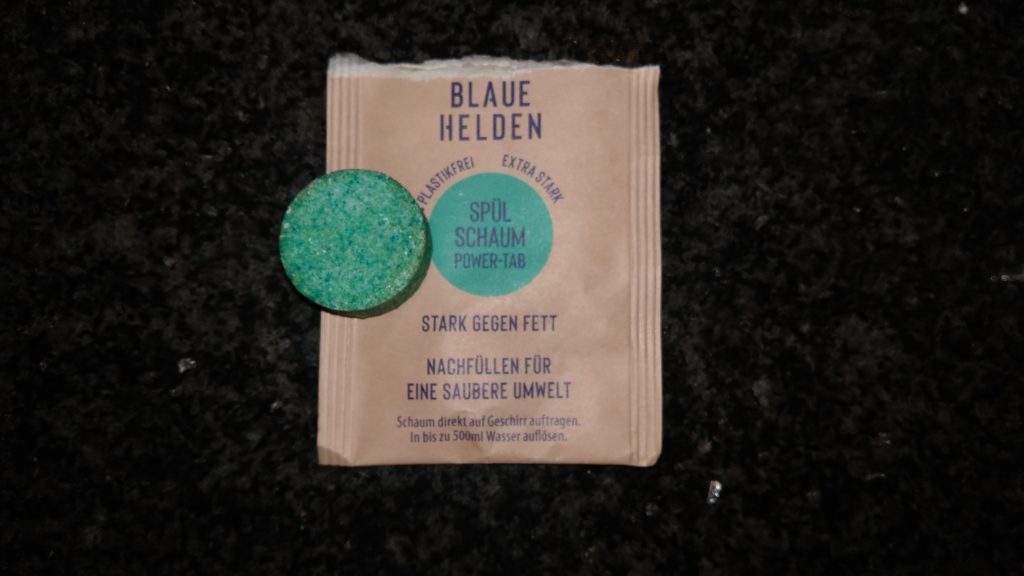 BLAUE
HELDEN
PLASTIKFREI EXTRA STARK
SPÜL
SCHAUM
POWER-TAB
STARK GEGEN FETT
NACHFÜLLEN FÜR
EINE SAUBERE UMWELT
Schaum direkt auf Geschirr auftragen.
In bis zu 500ml Wasser auflösen.